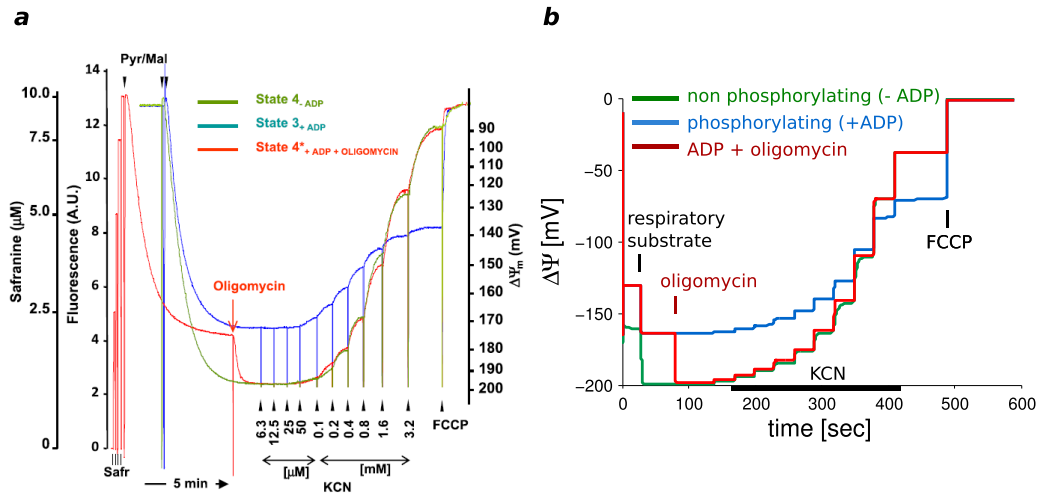 a
Pyr/Mal
Safranine (μM)
10.0
7.5
5.0
2.5
0
Fluorescence (A.U.)
14
12
10
8
6
4
2
0
State 4- ADP
State 3+ ADP
State 4*+ ADP + OLIGOMYCIN
Oligomycin
90
100
110
120
130
140
150
160
170
180
190
200
ΔΨm (mV)
Safr
5 min
6.3
12.5
25
50
0.1
0.2
0.4
0.8
1.6
3.2
FCCP
[μM]
[mM]
KCN
b
non phosphorylating (- ADP)
phosphorylating (+ADP)
ADP + oligomycin
respiratory
substrate
oligomycin
FCCP
KCN
ΔΨ [mV]
0
−50
−100
−150
−200
0
100
200
300
400
500
600
time [sec]